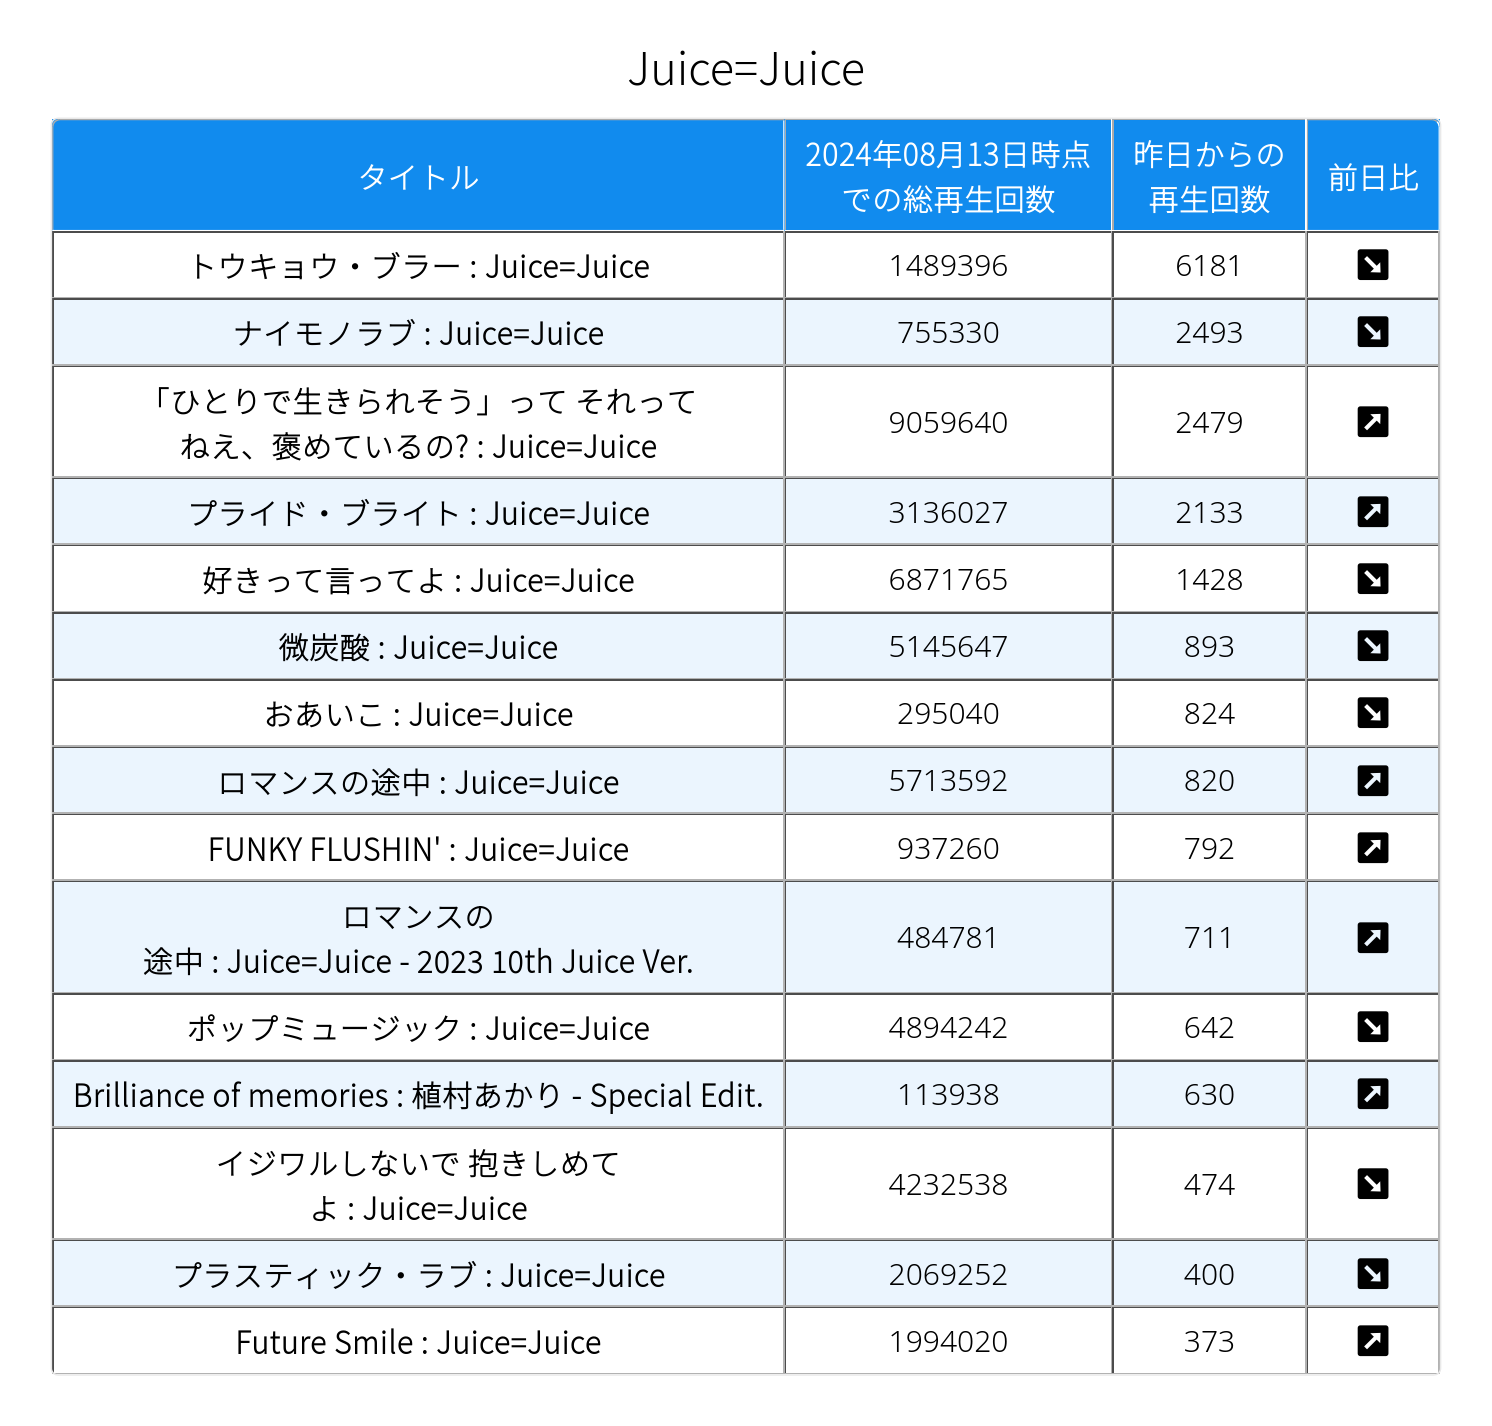 Juice=Juice
タイトル
2024年08月13日時点
での総再生回数
昨日からの
再生回数
前日比
トウキョウ・ブラー : Juice=Juice
1489396
6181
↘
ナイモノラブ : Juice=Juice
755330
2493
↘
「ひとりで生きられそう」って それって
ねえ、褒めているの? : Juice=Juice
9059640
2479
↗
プライド・ブライト : Juice=Juice
3136027
2133
↗
好きって言ってよ : Juice=Juice
6871765
1428
↘
微炭酸 : Juice=Juice
5145647
893
↘
おあいこ : Juice=Juice
295040
824
↘
ロマンスの途中 : Juice=Juice
5713592
820
↗
FUNKY FLUSHIN' : Juice=Juice
937260
792
↗
ロマンスの
途中 : Juice=Juice - 2023 10th Juice Ver.
484781
711
↗
ポップミュージック : Juice=Juice
4894242
642
↘
Brilliance of memories : 植村あかり - Special Edit.
113938
630
↗
イジワルしないで 抱きしめて
よ : Juice=Juice
4232538
474
↘
プラスティック・ラブ : Juice=Juice
2069252
400
↘
Future Smile : Juice=Juice
1994020
373
↗